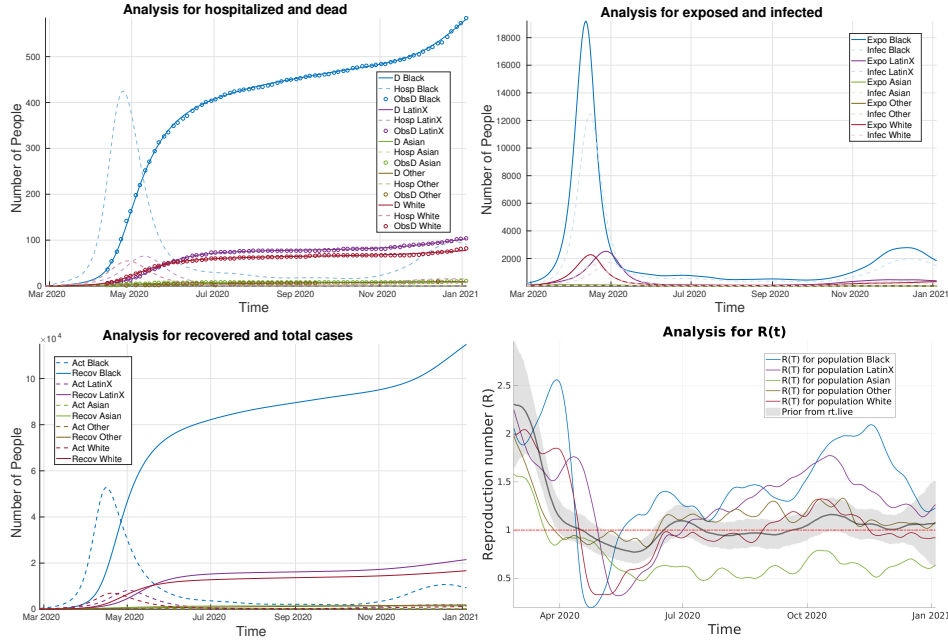 Analysis for hospitalized and dead
Number of People
500
400
300
200
100
0
Mar 2020
May 2020
Jul 2020
Sep 2020
Nov 2020
Jan 2021
Time
D Black
Hosp Black
ObsD Black
D LatinX
Hosp LatinX
ObsD LatinX
D Asian
Hosp Asian
ObsD Asian
D Other
Hosp Other
ObsD Other
D White
Hosp White
ObsD White
Analysis for exposed and infected
Number of People
18000
16000
14000
12000
10000
8000
6000
4000
2000
Mar 2020
May 2020
Jul 2020
Sep 2020
Nov 2020
Jan 2021
Time
Expo Black
Infec Black
Expo LatinX
Infec LatinX
Expo Asian
Infec Asian
Expo Other
Infec Other
Expo White
Infec White
Analysis for recovered and total cases
×10⁴
Number of People
10
8
6
4
2
0
Mar 2020
May 2020
Jul 2020
Sep 2020
Nov 2020
Jan 2021
Time
Act Black
Recov Black
Act LatinX
Recov LatinX
Act Asian
Recov Asian
Act Other
Recov Other
Act White
Recov White
Analysis for R(t)
Reproduction number (R)
2.5
2
1.5
1
0.5
Apr 2020
Jul 2020
Oct 2020
Jan 2021
Time
R(T) for population Black
R(T) for population LatinX
R(T) for population Asian
R(T) for population Other
R(T) for population White
Prior from rt.live